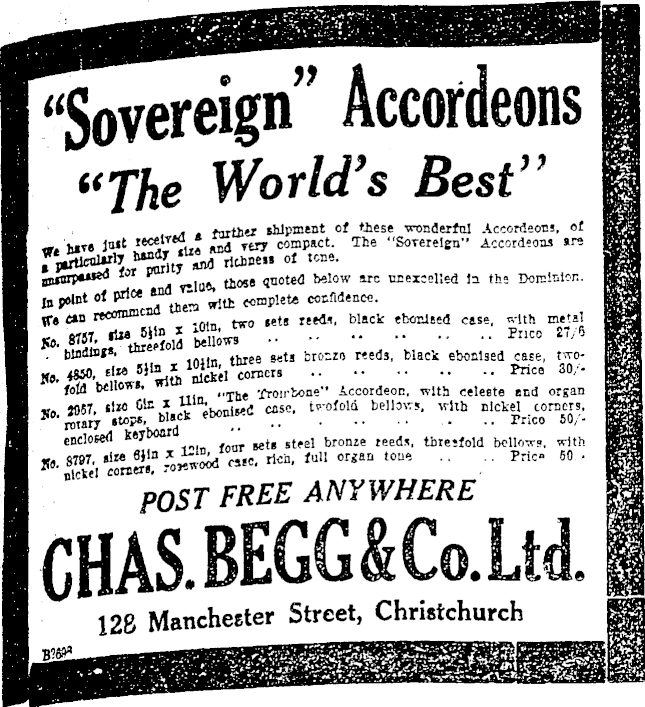 "Sovereign" Accordeons
"The World's Best"
We have just received a further shipment of these wonderful Accordeons, of
a particularly handy size and very compact. The "Sovereign" Accordeons are
unsurpassed for purity and richness of tone.
In point of price and value, those quoted below are unexcelled in the Dominion.
We can recommend them with complete confidence.
No. 8757, size 5½in x 10in, two sets reeds, black ebonised case, with metal
bindings, threefold bellows .. .. .. .. .. .. Price 27/6
No. 4850, size 5½in x 10½in, three sets bronze reeds, black ebonised case, two-
fold bellows, with nickel corners .. .. .. .. .. Price 30/-
No. 2067, size 6in x 11in, "The Trombone" Accordeon, with celeste and organ
rotary stops, black ebonised case, twofold bellows, with nickel corners,
enclosed keyboard .. .. .. .. .. .. .. Price 50/-
No. 8797, size 6½in x 12in, four sets steel bronze reeds, threefold bellows, with
nickel corners, rosewood case, rich, full organ tone .. .. Price
POST FREE ANYWHERE
CHAS. BEGG & Co. Ltd.
128 Manchester Street, Christchurch